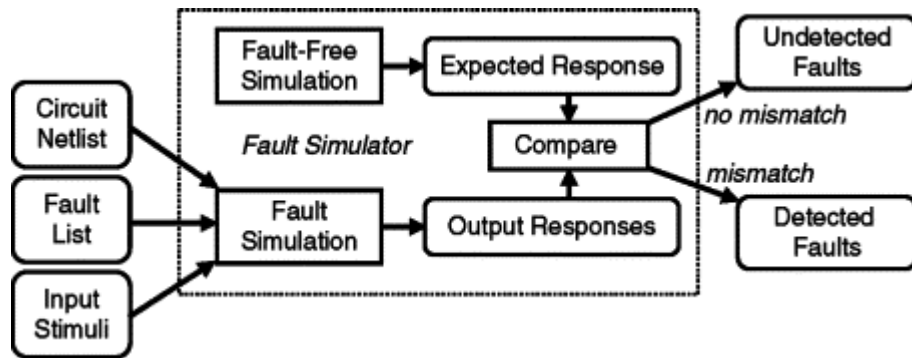 Fault-Free
Simulation
Expected Response
Undetected
Faults
Circuit
Netlist
no mismatch
Fault Simulator
Compare
mismatch
Fault
List
Fault
Simulation
Output Responses
Detected
Faults
Input
Stimuli